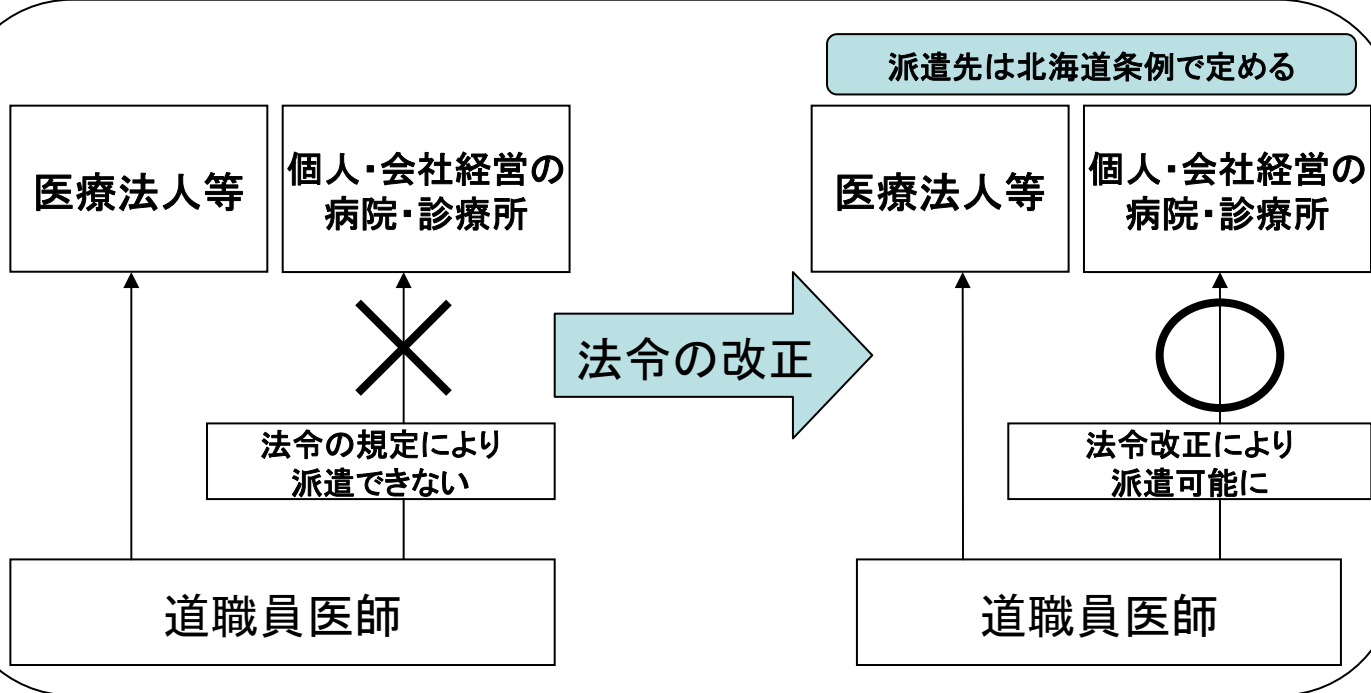 派遣先は北海道条例で定める
医療法人等
個人・会社経営の
病院・診療所
法令の規定により
派遣できない
道職員医師
法令の改正
医療法人等
個人・会社経営の
病院・診療所
法令改正により
派遣可能に
道職員医師